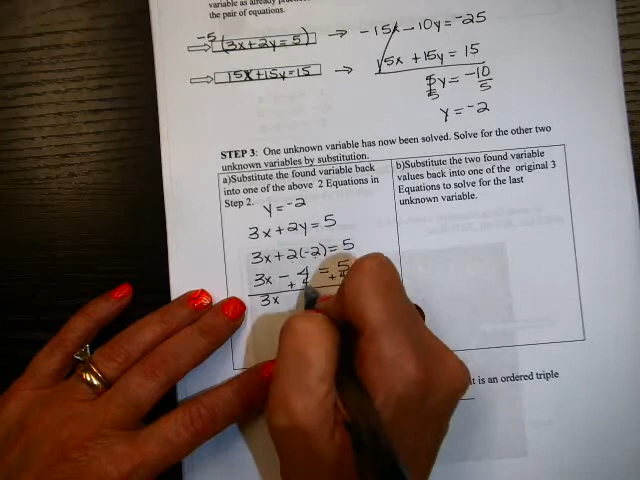 variable as already practiced
the pair of equations.
-5(3x+2y=5) → -15x -10y = -25
15x+15y=15 → 15x +15y = 15
5y = -10
5 5
y = -2
STEP 3: One unknown variable has now been solved. Solve for the other two
unknown variables by substitution.
a)Substitute the found variable back
into one of the above 2 Equations in
Step 2.
y = -2
3x + 2y = 5
3x + 2(-2) = 5
3x - 4 = 5
+4 +4
3x
b)Substitute the two found variable
values back into one of the original 3
Equations to solve for the last
unknown variable.
it is an ordered triple